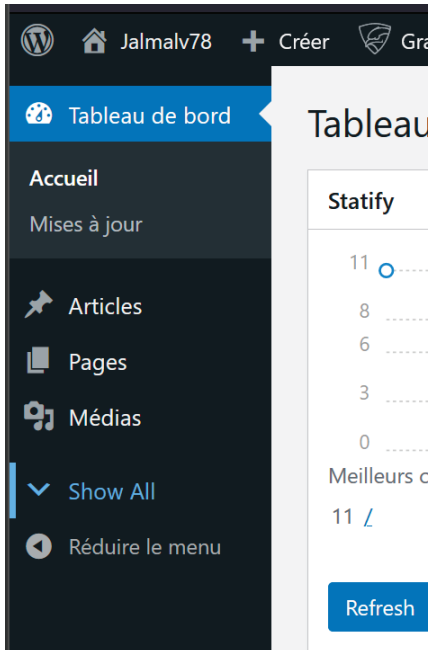 Jalmalv78 Créer
Tableau de bord
Accueil
Mises à jour
Articles
Pages
Médias
Show All
Réduire le menu
Tableau
Statify
11
8
6
3
0
Meilleurs
11 /
Refresh